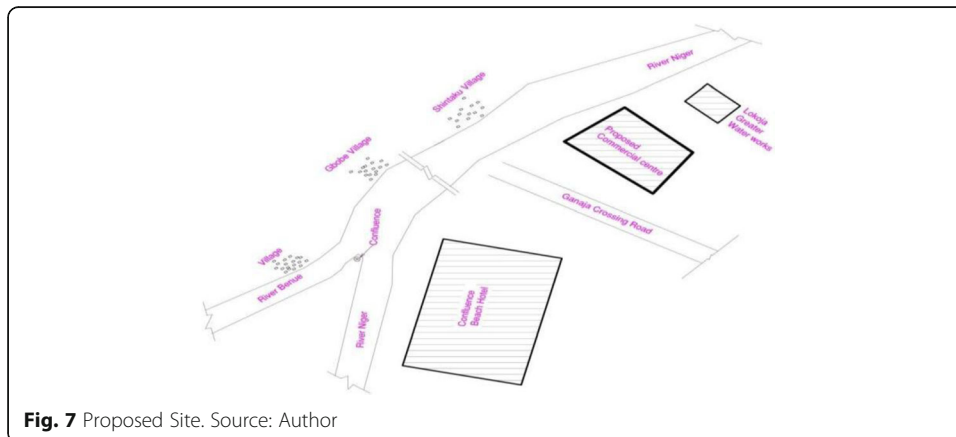 River Niger
Shintaku Village
Lokoja
Greater
Water works
Proposed
Commercial centre
Gbobe Village
Ganaja Crossing Road
Confluence
Village
River Benue
Confluence
Beach Hotel
River Niger
Fig. 7 Proposed Site. Source: Author